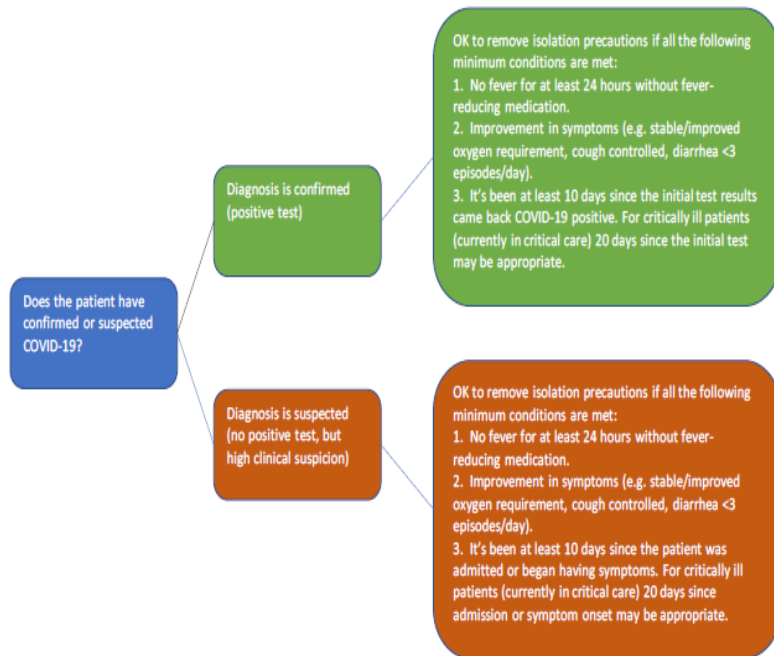 Does the patient have
confirmed or suspected
COVID-19?
Diagnosis is confirmed
(positive test)
OK to remove isolation precautions if all the following
minimum conditions are met:
1. No fever for at least 24 hours without fever-
reducing medication.
2. Improvement in symptoms (e.g. stable/improved
oxygen requirement, cough controlled, diarrhea <3
episodes/day).
3. It's been at least 10 days since the initial test results
came back COVID-19 positive. For critically ill patients
(currently in critical care) 20 days since the initial test
may be appropriate.
Diagnosis is suspected
(no positive test, but
high clinical suspicion)
OK to remove isolation precautions if all the following
minimum conditions are met:
1. No fever for at least 24 hours without fever-
reducing medication.
2. Improvement in symptoms (e.g. stable/improved
oxygen requirement, cough controlled, diarrhea <3
episodes/day).
3. It's been at least 10 days since the patient was
admitted or began having symptoms. For critically ill
patients (currently in critical care) 20 days since
admission or symptom onset may be appropriate.